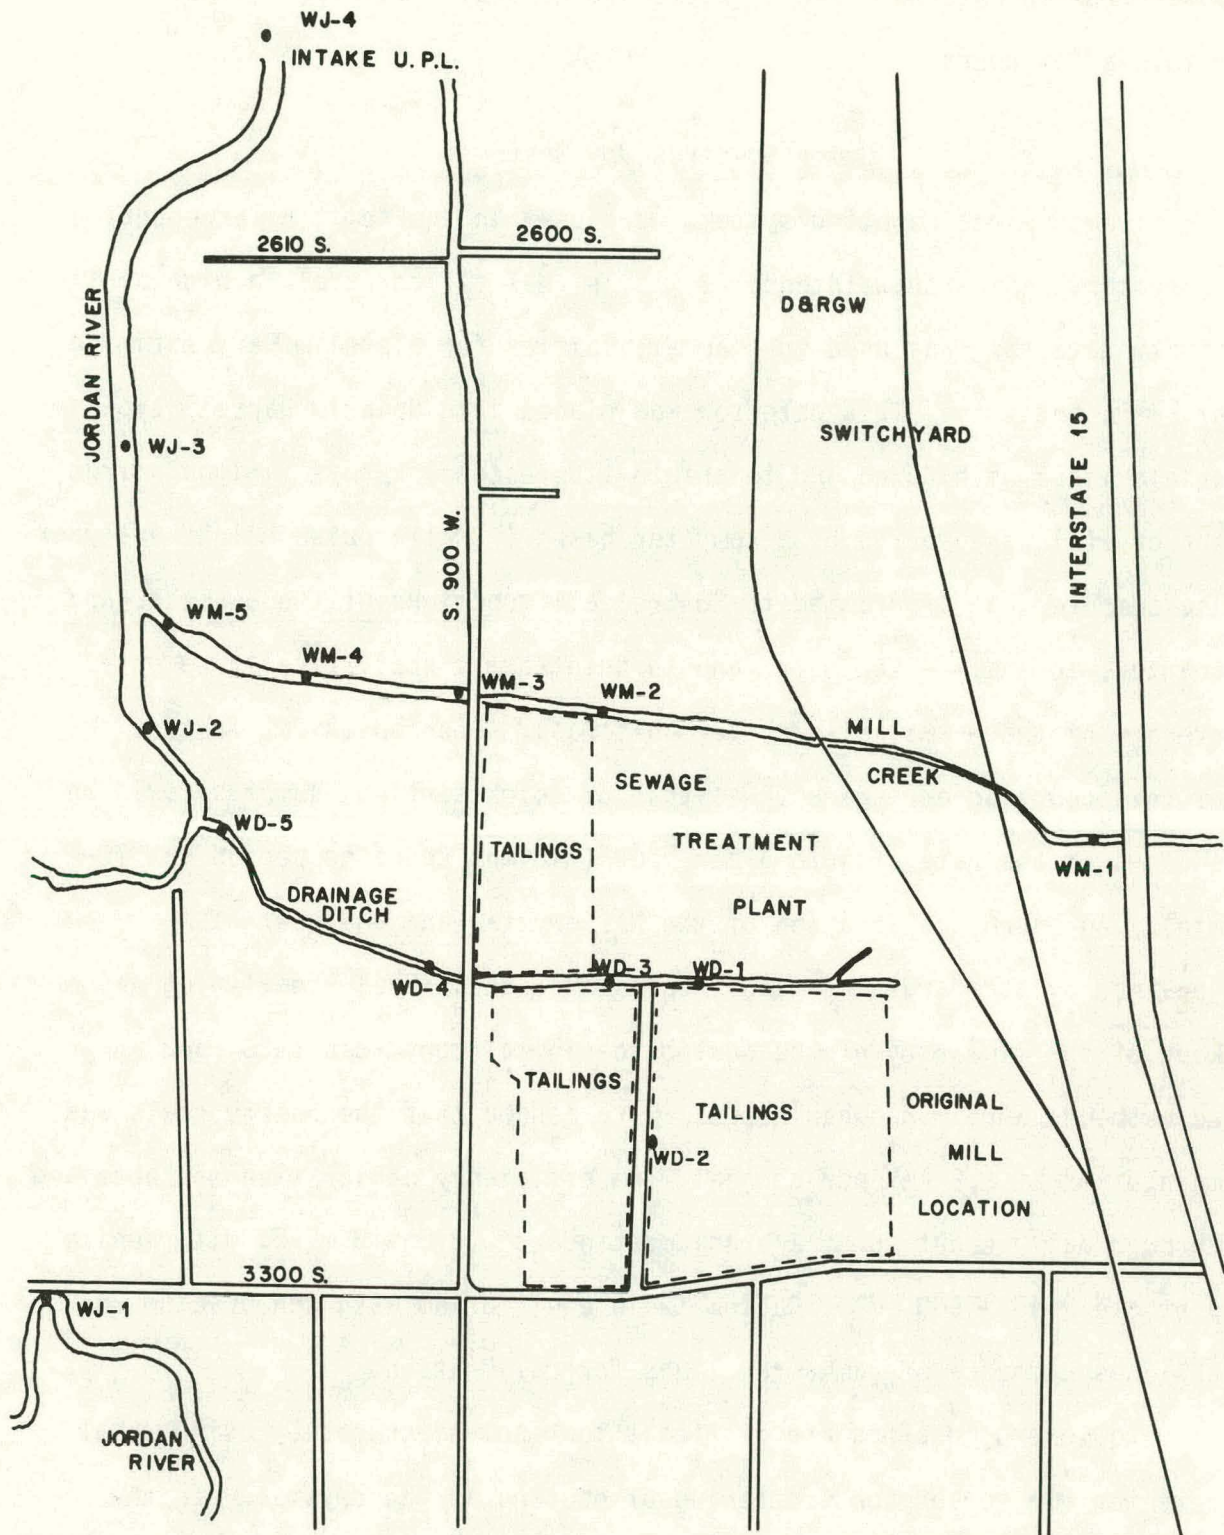 WJ-4
INTAKE U.P.L.
2610 S.
2600 S.
JORDAN RIVER
D&RGW
SWITCHYARD
INTERSTATE 15
WJ-3
S. 900 W.
WM-5
WM-4
WM-3
WM-2
WJ-2
MILL
CREEK
SEWAGE
WD-5
TAILINGS
TREATMENT
WM-1
DRAINAGE
DITCH
PLANT
WD-4
WD-3
WD-1
TAILINGS
TAILINGS
ORIGINAL
MILL
LOCATION
WD-2
3300 S.
WJ-1
JORDAN
RIVER